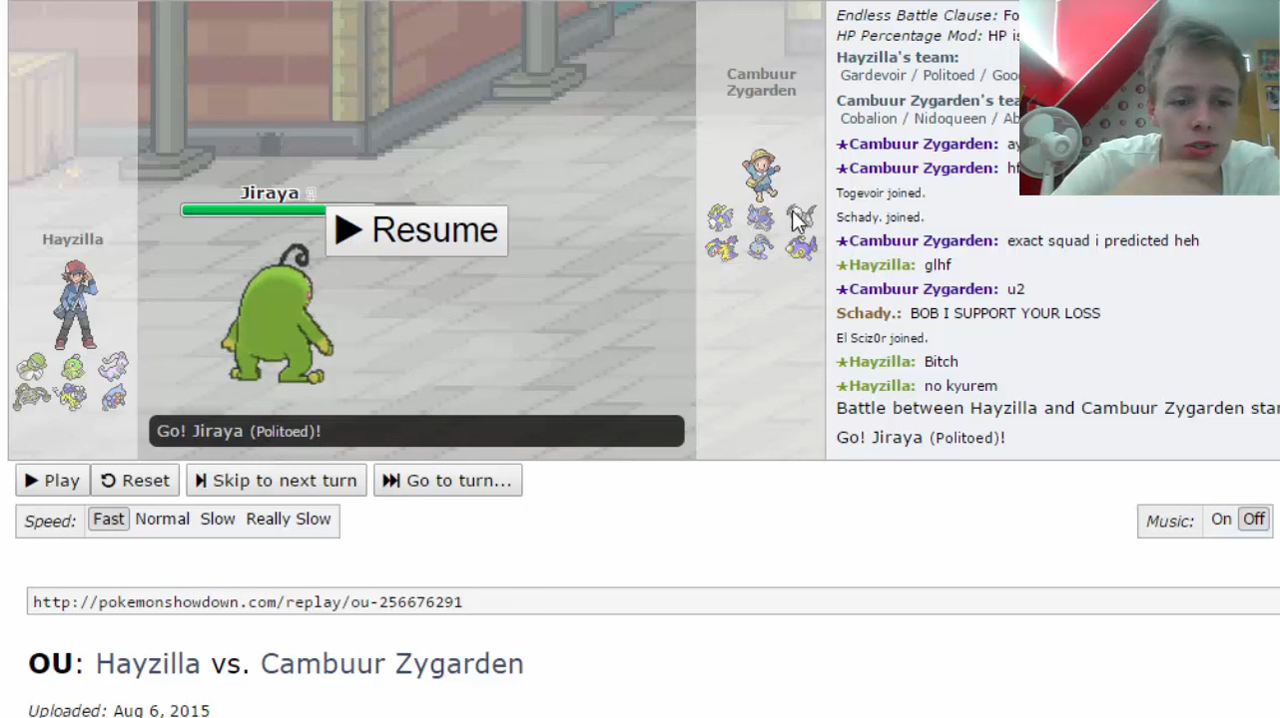 Endless Battle Clause: Fo
HP Percentage Mod: HP is
Hayzilla's team:
Gardevoir / Politoed / Goo
Cambuur Zygarden's tea
Cobalion / Nidoqueen / Ab
★Cambuur Zygarden: ay
★Cambuur Zygarden: hf
Togevoir joined.
Schady. joined.
★Cambuur Zygarden: exact squad i predicted heh
★Hayzilla: glhf
★Cambuur Zygarden: u2
Schady.: BOB I SUPPORT YOUR LOSS
El Sciz0r joined.
★Hayzilla: Bitch
★Hayzilla: no kyurem
Battle between Hayzilla and Cambuur Zygarden star
Go! Jiraya (Politoed)!
Cambuur
Zygarden
Hayzilla
Jiraya
Resume
Go! Jiraya (Politoed)!
Play
Reset
Skip to next turn
Go to turn...
Speed: Fast Normal Slow Really Slow
Music: On Off
http://pokemonshowdown.com/replay/ou-256676291
OU: Hayzilla vs. Cambuur Zygarden
Uploaded: Aug 6, 2015